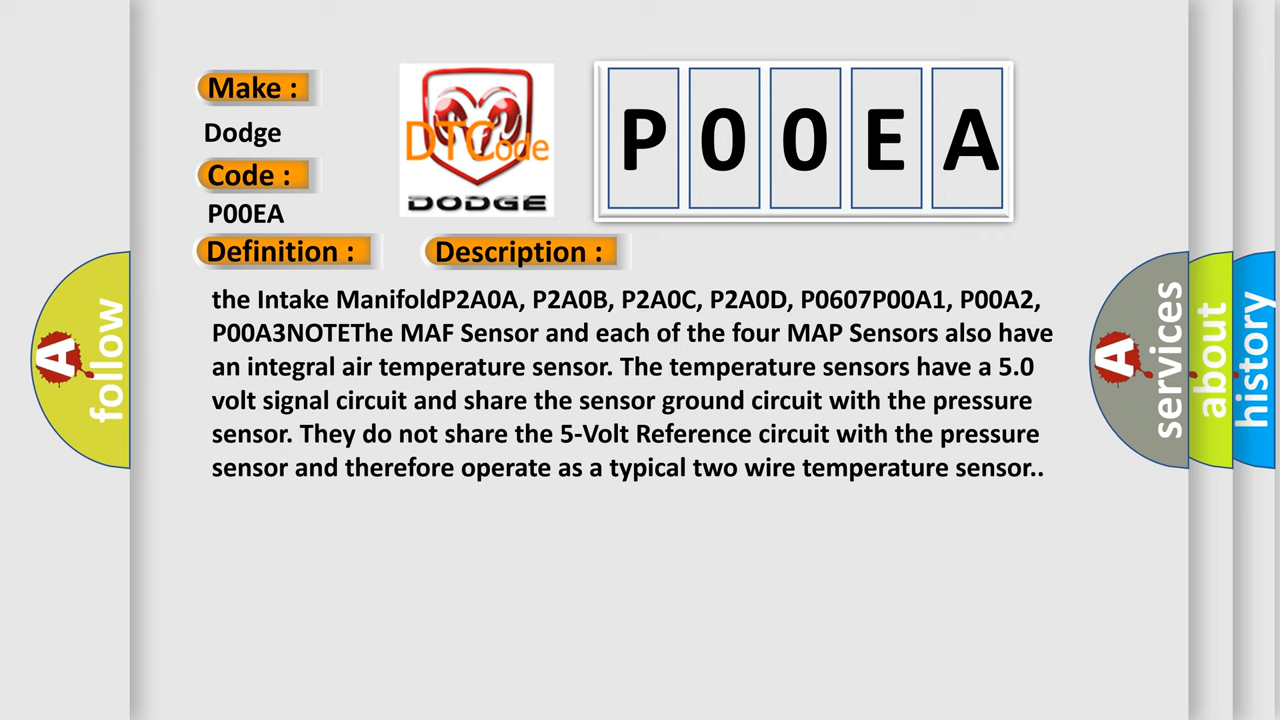 Make :
Dodge
Code :
P00EA
Definition :
Description :
DTCode
DODGE
P00EA
the Intake ManifoldP2A0A, P2A0B, P2A0C, P2A0D, P0607P00A1, P00A2,
P00A3NOTEThe MAF Sensor and each of the four MAP Sensors also have
an integral air temperature sensor. The temperature sensors have a 5.0
volt signal circuit and share the sensor ground circuit with the pressure
sensor. They do not share the 5-Volt Reference circuit with the pressure
sensor and therefore operate as a typical two wire temperature sensor..
A
follow
A
services
about
history